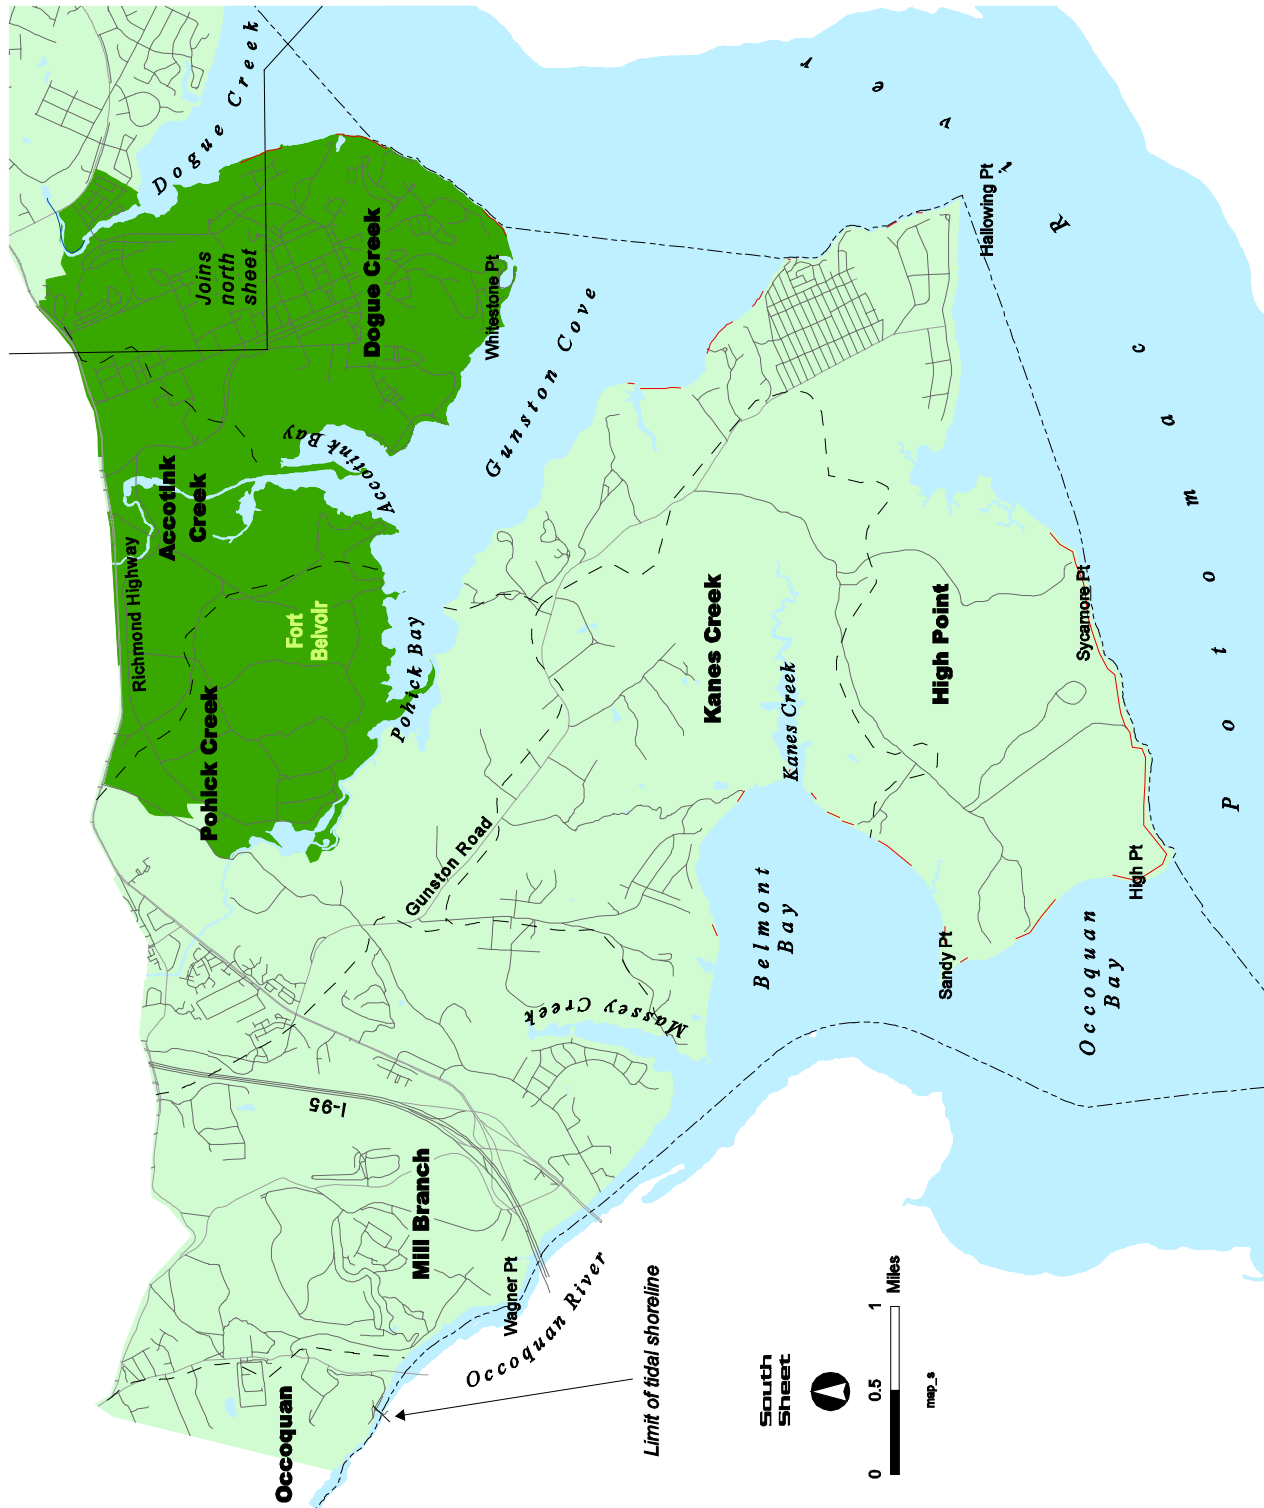 Dogue Creek
Joins
north
sheet
Dogue Creek
Whitestone Pt
Gunston Cove
Accotink Bay
Accotink
Creek
Richmond Highway
Fort
Belvoir
Pohick Creek
Pohick Bay
Hallowing Pt
Potomac River
Kanes Creek
Kanes Creek
High Point
Sycamore Pt
High Pt
Sandy Pt
Gunston Road
Belmont
Bay
Occoquan
Bay
Massey Creek
I-95
Mill Branch
Wagner Pt
Occoquan River
Occoquan
Limit of tidal shoreline
South
Sheet
0 0.5 1 Miles
map_s